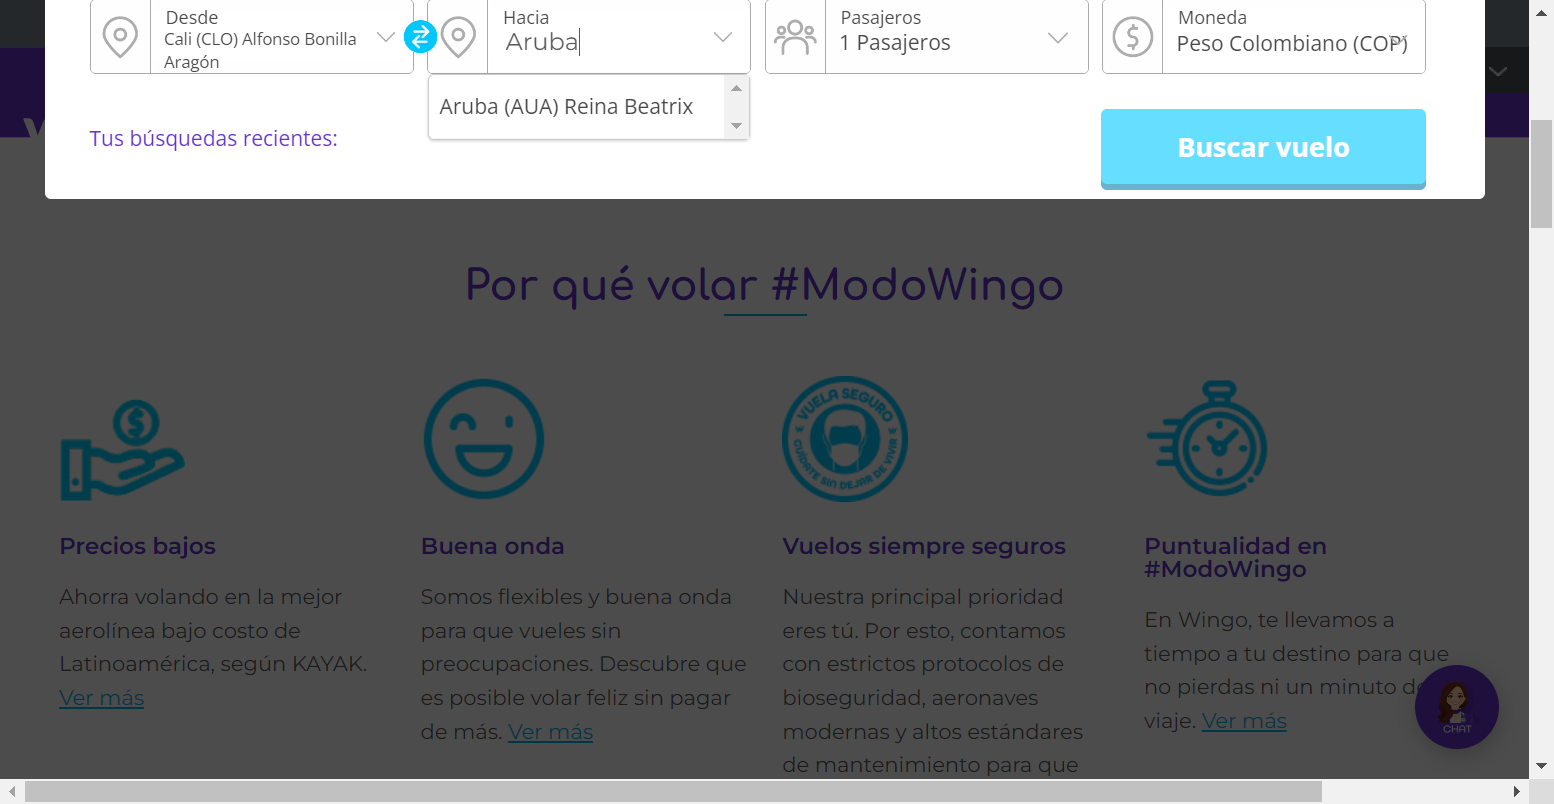 Desde
Cali (CLO) Alfonso Bonilla
Aragón
Hacia
Aruba
Pasajeros
1 Pasajeros
Moneda
Peso Colombiano (COP)
Aruba (AUA) Reina Beatrix
Tus búsquedas recientes:
Buscar vuelo
Por qué volar #ModoWingo
VUELA SEGURO
CUÍDATE SIN DEJAR DE VIVIR
Precios bajos
Ahorra volando en la mejor
aerolínea bajo costo de
Latinoamérica, según KAYAK.
Ver más
Buena onda
Somos flexibles y buena onda
para que vueles sin
preocupaciones. Descubre que
es posible volar feliz sin pagar
de más. Ver más
Vuelos siempre seguros
Nuestra principal prioridad
eres tú. Por esto, contamos
con estrictos protocolos de
bioseguridad, aeronaves
modernas y altos estándares
de mantenimiento para que
Puntualidad en
#ModoWingo
En Wingo, te llevamos a
tiempo a tu destino para que
no pierdas ni un minuto de
viaje. Ver más
CHAT